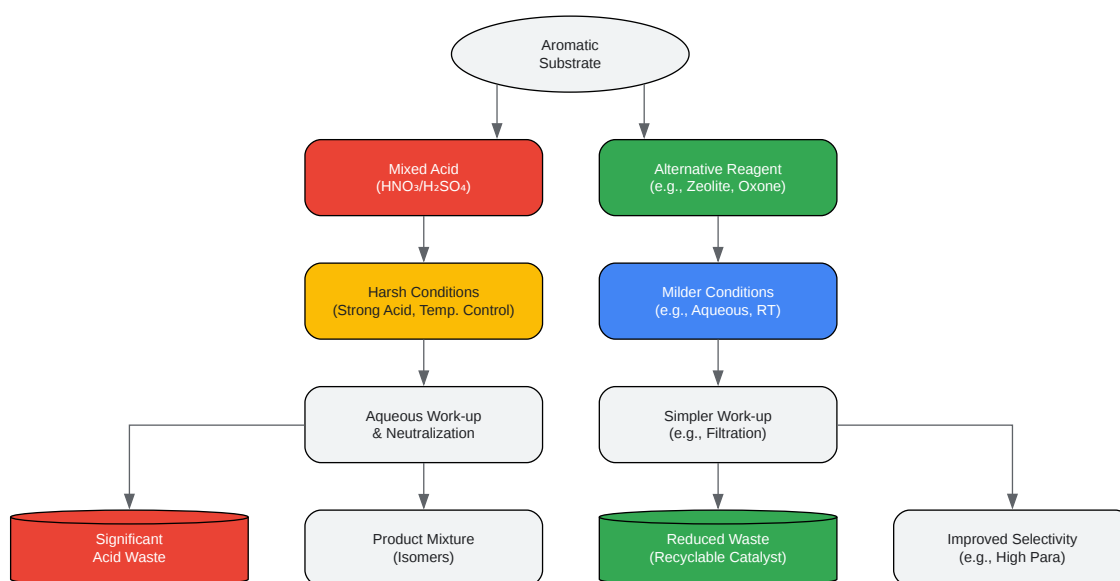 Aromatic
Substrate
Mixed Acid
(HNO₃/H₂SO₄)
Alternative Reagent
(e.g., Zeolite, Oxone)
Harsh Conditions
(Strong Acid, Temp. Control)
Milder Conditions
(e.g., Aqueous, RT)
Aqueous Work-up
& Neutralization
Simpler Work-up
(e.g., Filtration)
Significant
Acid Waste
Product Mixture
(Isomers)
Reduced Waste
(Recyclable Catalyst)
Improved Selectivity
(e.g., High Para)